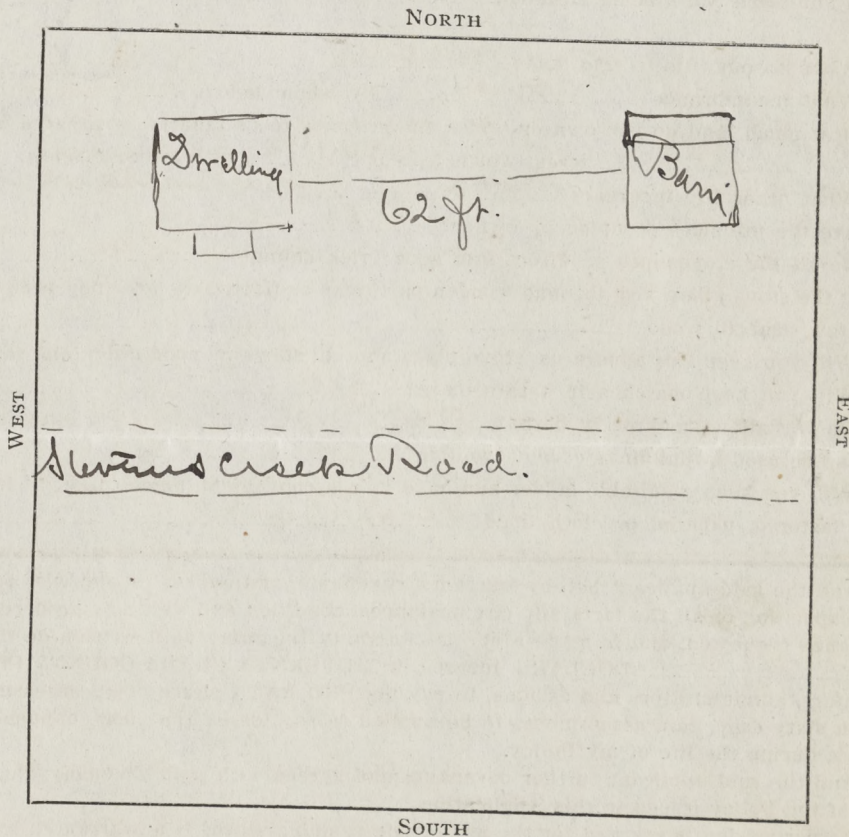 NORTH
Dwelling
Barn
62 ft.
WEST
EAST
Stevens Creek Road.
SOUTH